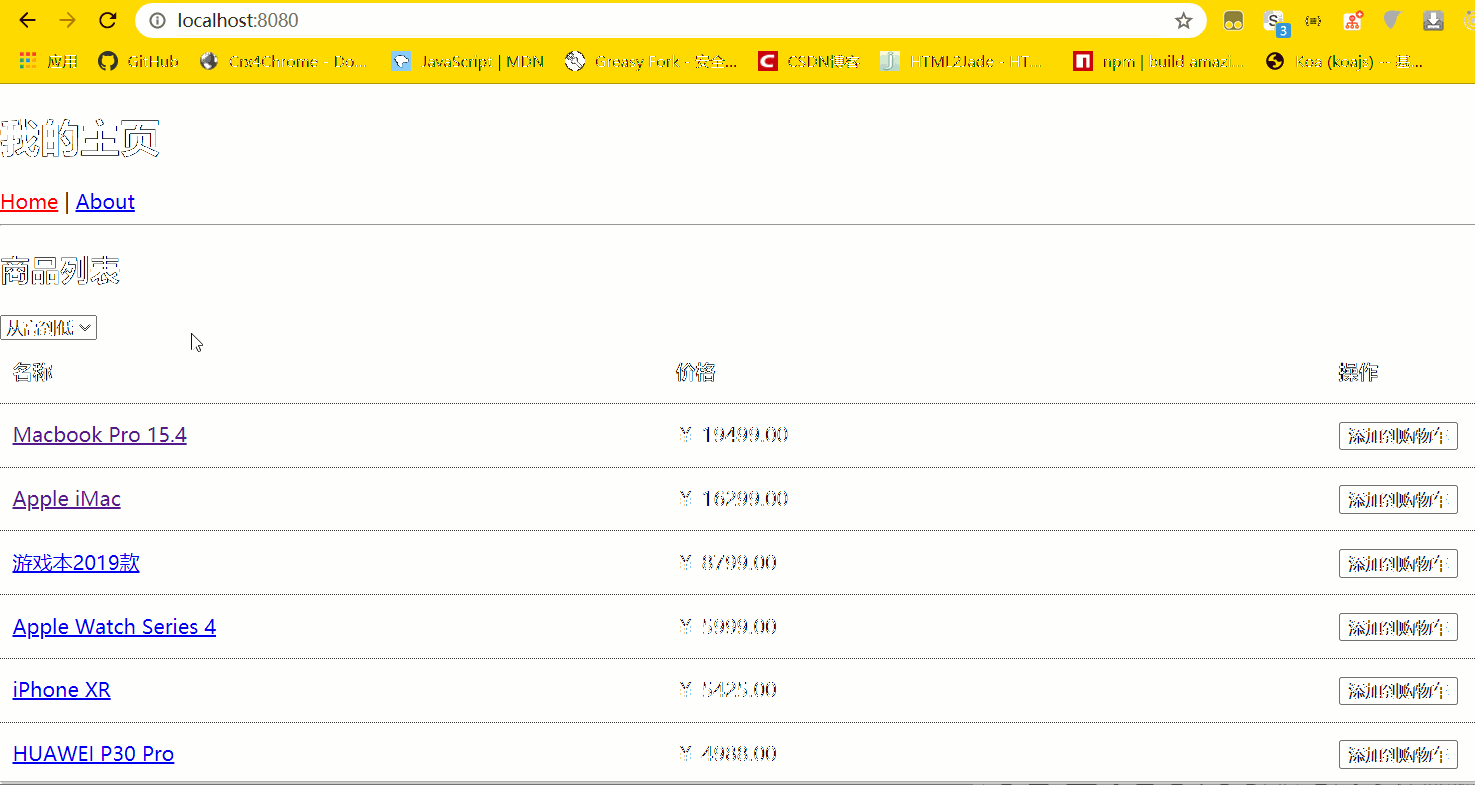 localhost:8080
3
应用 GitHub Crx4Chrome - Do... JavaScript | MDN Greasy Fork - 安全... CSDN博客 HTML2Jade - HT... npm | build amazi... Koa (koajs) -- 基...
我的主页
Home | About
商品列表
从高到低
名称 价格 操作
Macbook Pro 15.4 ¥ 19499.00 添加到购物车
Apple iMac ¥ 16299.00 添加到购物车
游戏本2019款 ¥ 8799.00 添加到购物车
Apple Watch Series 4 ¥ 5999.00 添加到购物车
iPhone XR ¥ 5425.00 添加到购物车
HUAWEI P30 Pro ¥ 4988.00 添加到购物车